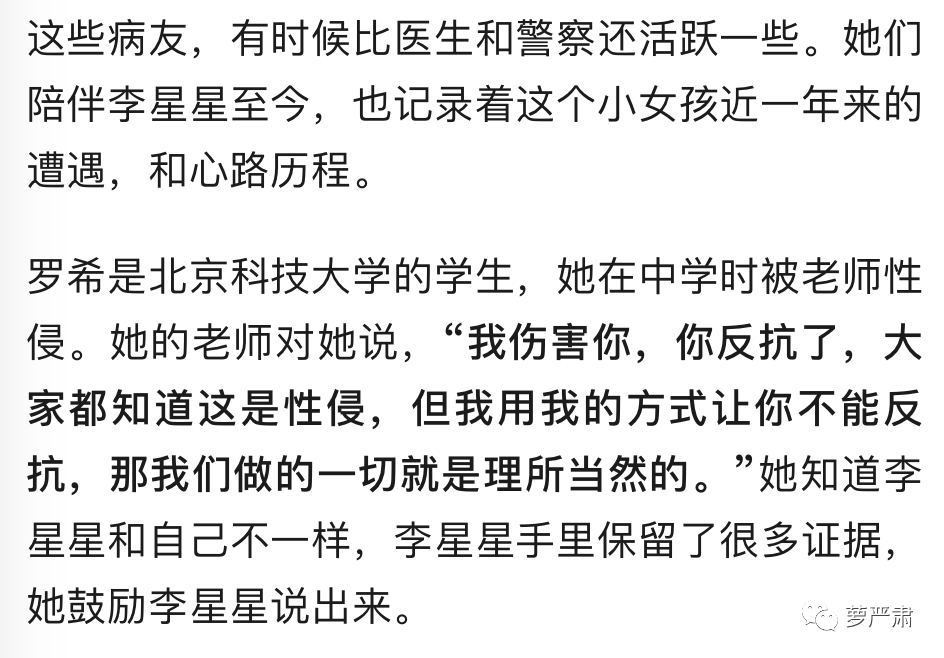 这些病友，有时候比医生和警察还活跃一些。她们
陪伴李星星至今，也记录着这个小女孩近一年来的
遭遇，和心路历程。
罗希是北京科技大学的学生，她在中学时被老师性
侵。她的老师对她说，“我伤害你，你反抗了，大
家都知道这是性侵，但我用我的方式让你不能反
抗，那我们做的一切就是理所当然的。”她知道李
星星和自己不一样，李星星手里保留了很多证据，
她鼓励李星星说出来。
萝严肃